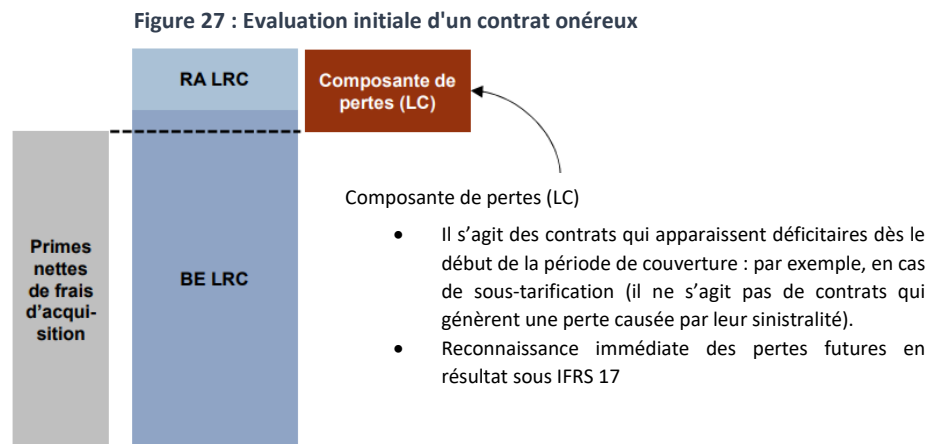 Figure 27 : Evaluation initiale d'un contrat onéreux
RA LRC
Composante de
pertes (LC)
Primes
nettes
de frais
d'acqui-
sition
BE LRC
Composante de pertes (LC)
• Il s’agit des contrats qui apparaissent déficitaires dès le
début de la période de couverture : par exemple, en cas
de sous-tarification (il ne s’agit pas de contrats qui
génèrent une perte causée par leur sinistralité).
• Reconnaissance immédiate des pertes futures en
résultat sous IFRS 17